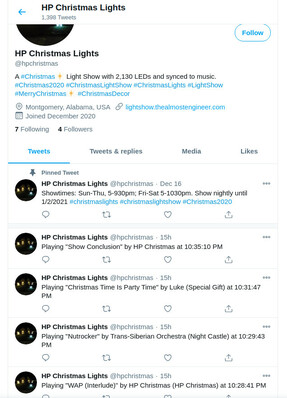 HP Christmas Lights
1,398 Tweets
Follow
HP Christmas Lights
@hpchristmas
A #Christmas Light Show with 2,130 LEDs and synced to music.
#Christmas2020 #ChristmasLightShow #ChristmasLights #LightShow
#MerryChristmas #ChristmasDecor
Montgomery, Alabama, USA lightshow.thealmostengineer.com
Joined December 2020
7 Following 4 Followers
Tweets Tweets & replies Media Likes
Pinned Tweet
HP Christmas Lights @hpchristmas · Dec 16
Showtimes: Sun-Thu, 5-930pm; Fri-Sat 5-1030pm. Show nightly until
1/2/2021 #christmaslights #christmaslightshow #Christmas2020
HP Christmas Lights @hpchristmas · 15h
Playing "Show Conclusion" by HP Christmas at 10:35:10 PM
HP Christmas Lights @hpchristmas · 15h
Playing "Christmas Time Is Party Time" by Luke (Special Gift) at 10:31:47
PM
HP Christmas Lights @hpchristmas · 15h
Playing "Nutrocker" by Trans-Siberian Orchestra (Night Castle) at 10:29:43
PM
HP Christmas Lights @hpchristmas · 15h
Playing "WAP (Interlude)" by HP Christmas (HP Christmas) at 10:28:41 PM